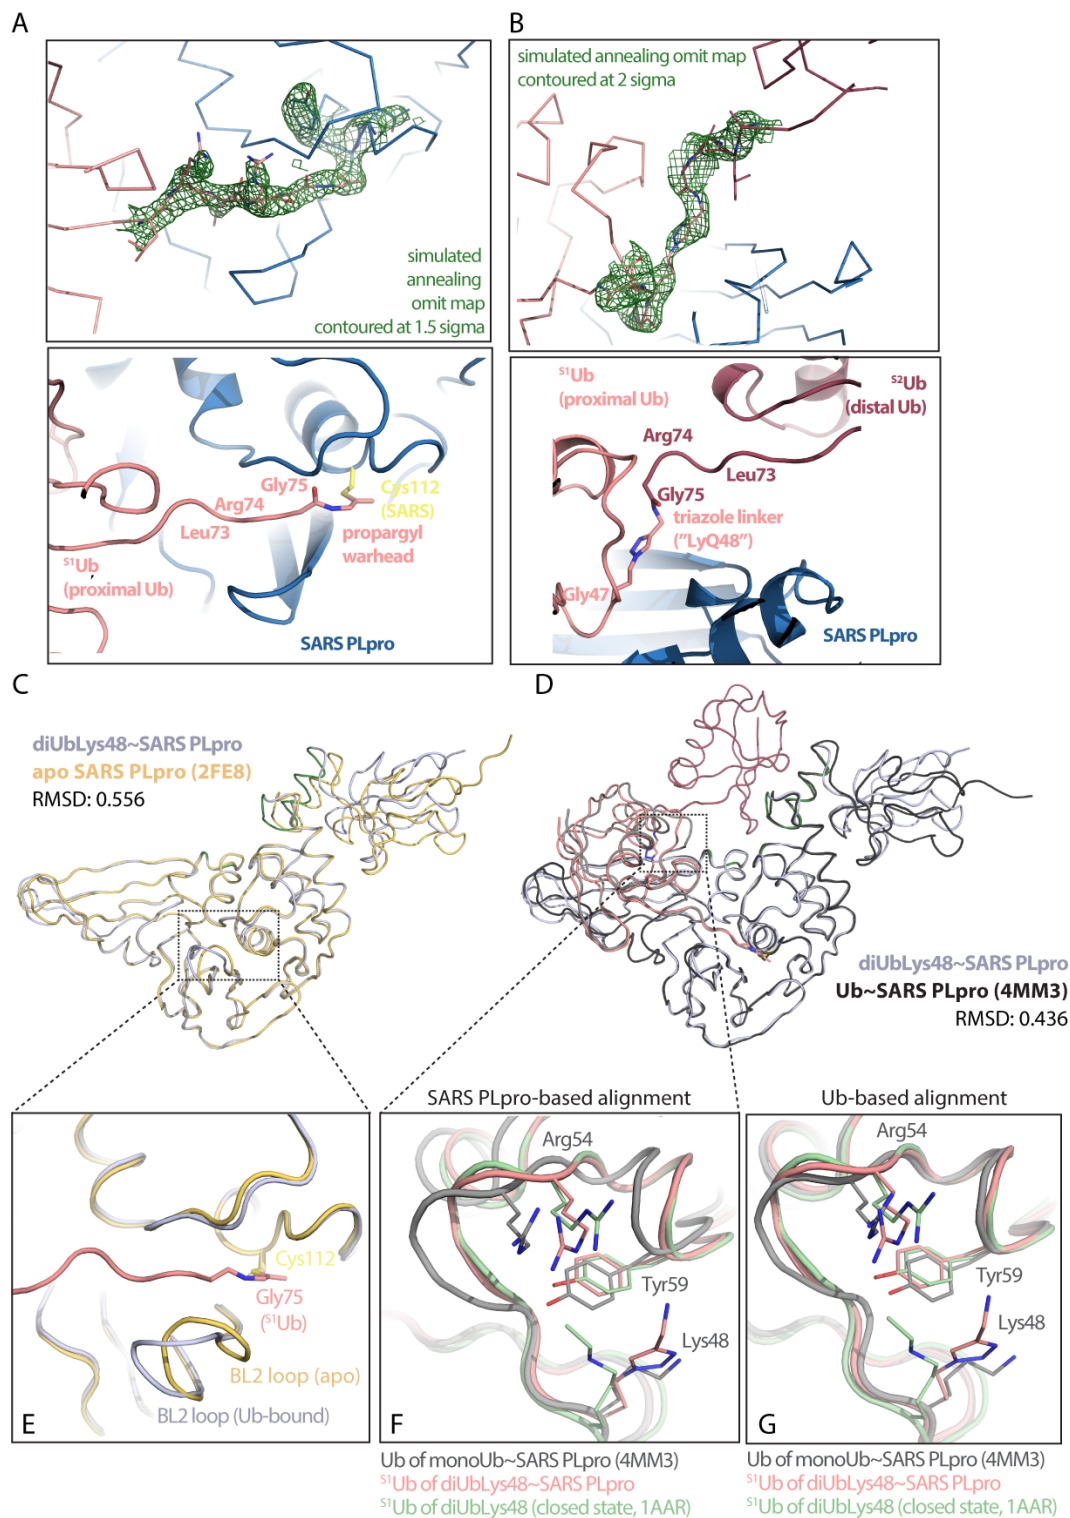 A
simulated
annealing
omit map
contoured at 1.5 sigma
Gly75
Arg74
Leu73
Cys112
(SARS)
propargyl
warhead
S1Ub
(proximal Ub)
SARS PLpro
B
simulated annealing omit map
contoured at 2 sigma
S1Ub
(proximal Ub)
S2Ub
(distal Ub)
Arg74
Leu73
Gly75
triazole linker
("LyQ48")
Gly47
SARS PLpro
C
diUbLys48~SARS PLpro
apo SARS PLpro (2FE8)
RMSD: 0.556
D
diUbLys48~SARS PLpro
Ub~SARS PLpro (4MM3)
RMSD: 0.436
Cys112
Gly75
(S1Ub)
BL2 loop (apo)
BL2 loop (Ub-bound)
E
SARS PLpro-based alignment
Arg54
Tyr59
Lys48
F
Ub of monoUb~SARS PLpro (4MM3)
S1Ub of diUbLys48~SARS PLpro
S1Ub of diUbLys48 (closed state, 1AAR)
Ub-based alignment
Arg54
Tyr59
Lys48
G
Ub of monoUb~SARS PLpro (4MM3)
S1Ub of diUbLys48~SARS PLpro
S1Ub of diUbLys48 (closed state, 1AAR)